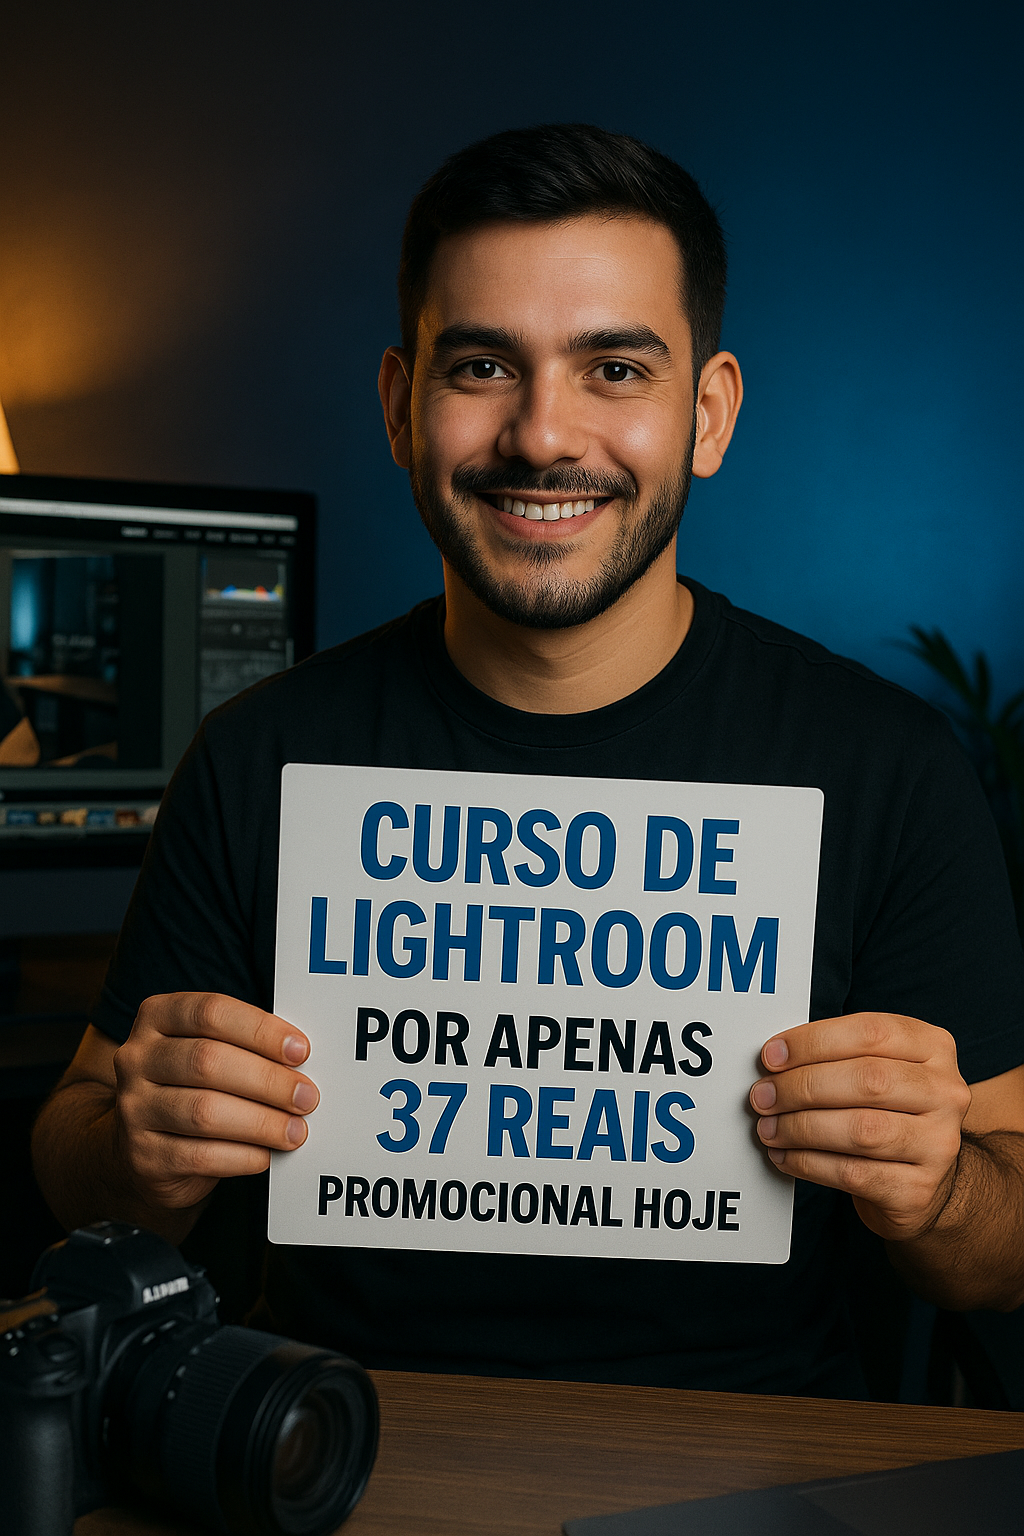 CURSO DE
LIGHTROOM
POR APENAS
37 REAIS
PROMOCIONAL HOJE